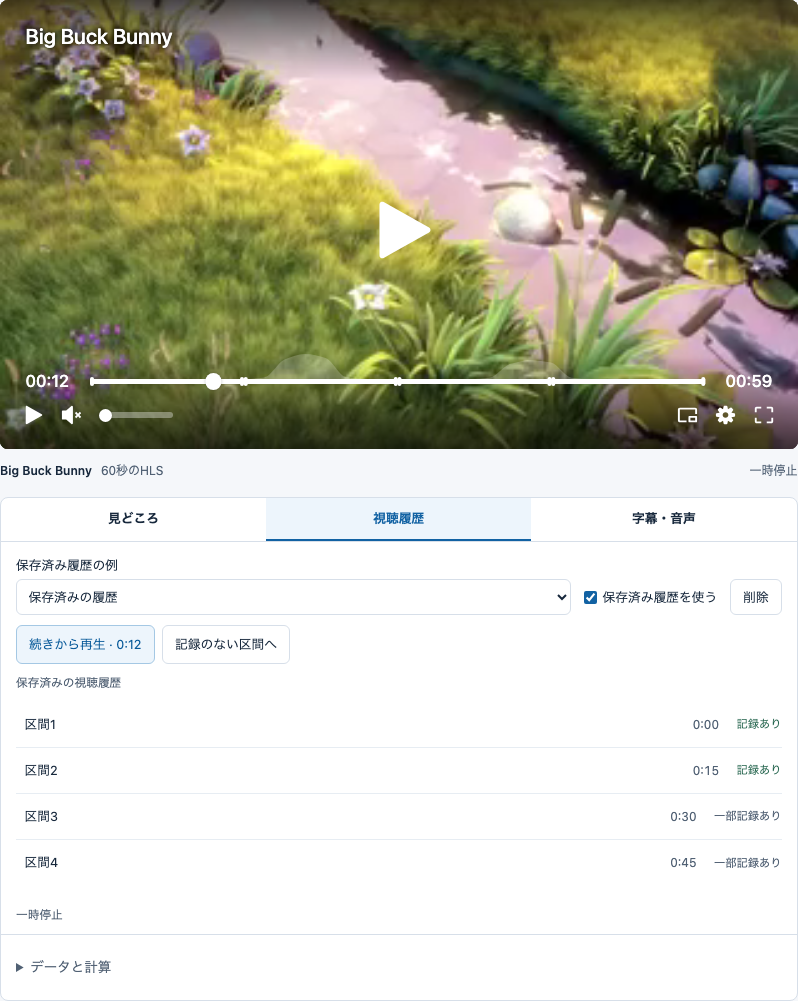 Big Buck Bunny
00:12
00:59
Big Buck Bunny 60秒のHLS 一時停止
見どころ 視聴履歴 字幕・音声
保存済み履歴の例
保存済みの履歴 保存済み履歴を使う 削除
続きから再生 · 0:12 記録のない区間へ
保存済みの視聴履歴
区間1 0:00 記録あり
区間2 0:15 記録あり
区間3 0:30 一部記録あり
区間4 0:45 一部記録あり
一時停止
データと計算